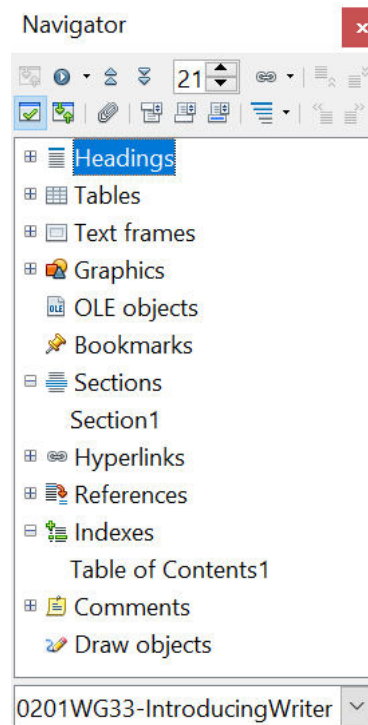 Navigator
21
Headings
Tables
Text frames
Graphics
OLE objects
Bookmarks
Sections
Section1
Hyperlinks
References
Indexes
Table of Contents1
Comments
Draw objects
0201WG33-IntroducingWriter